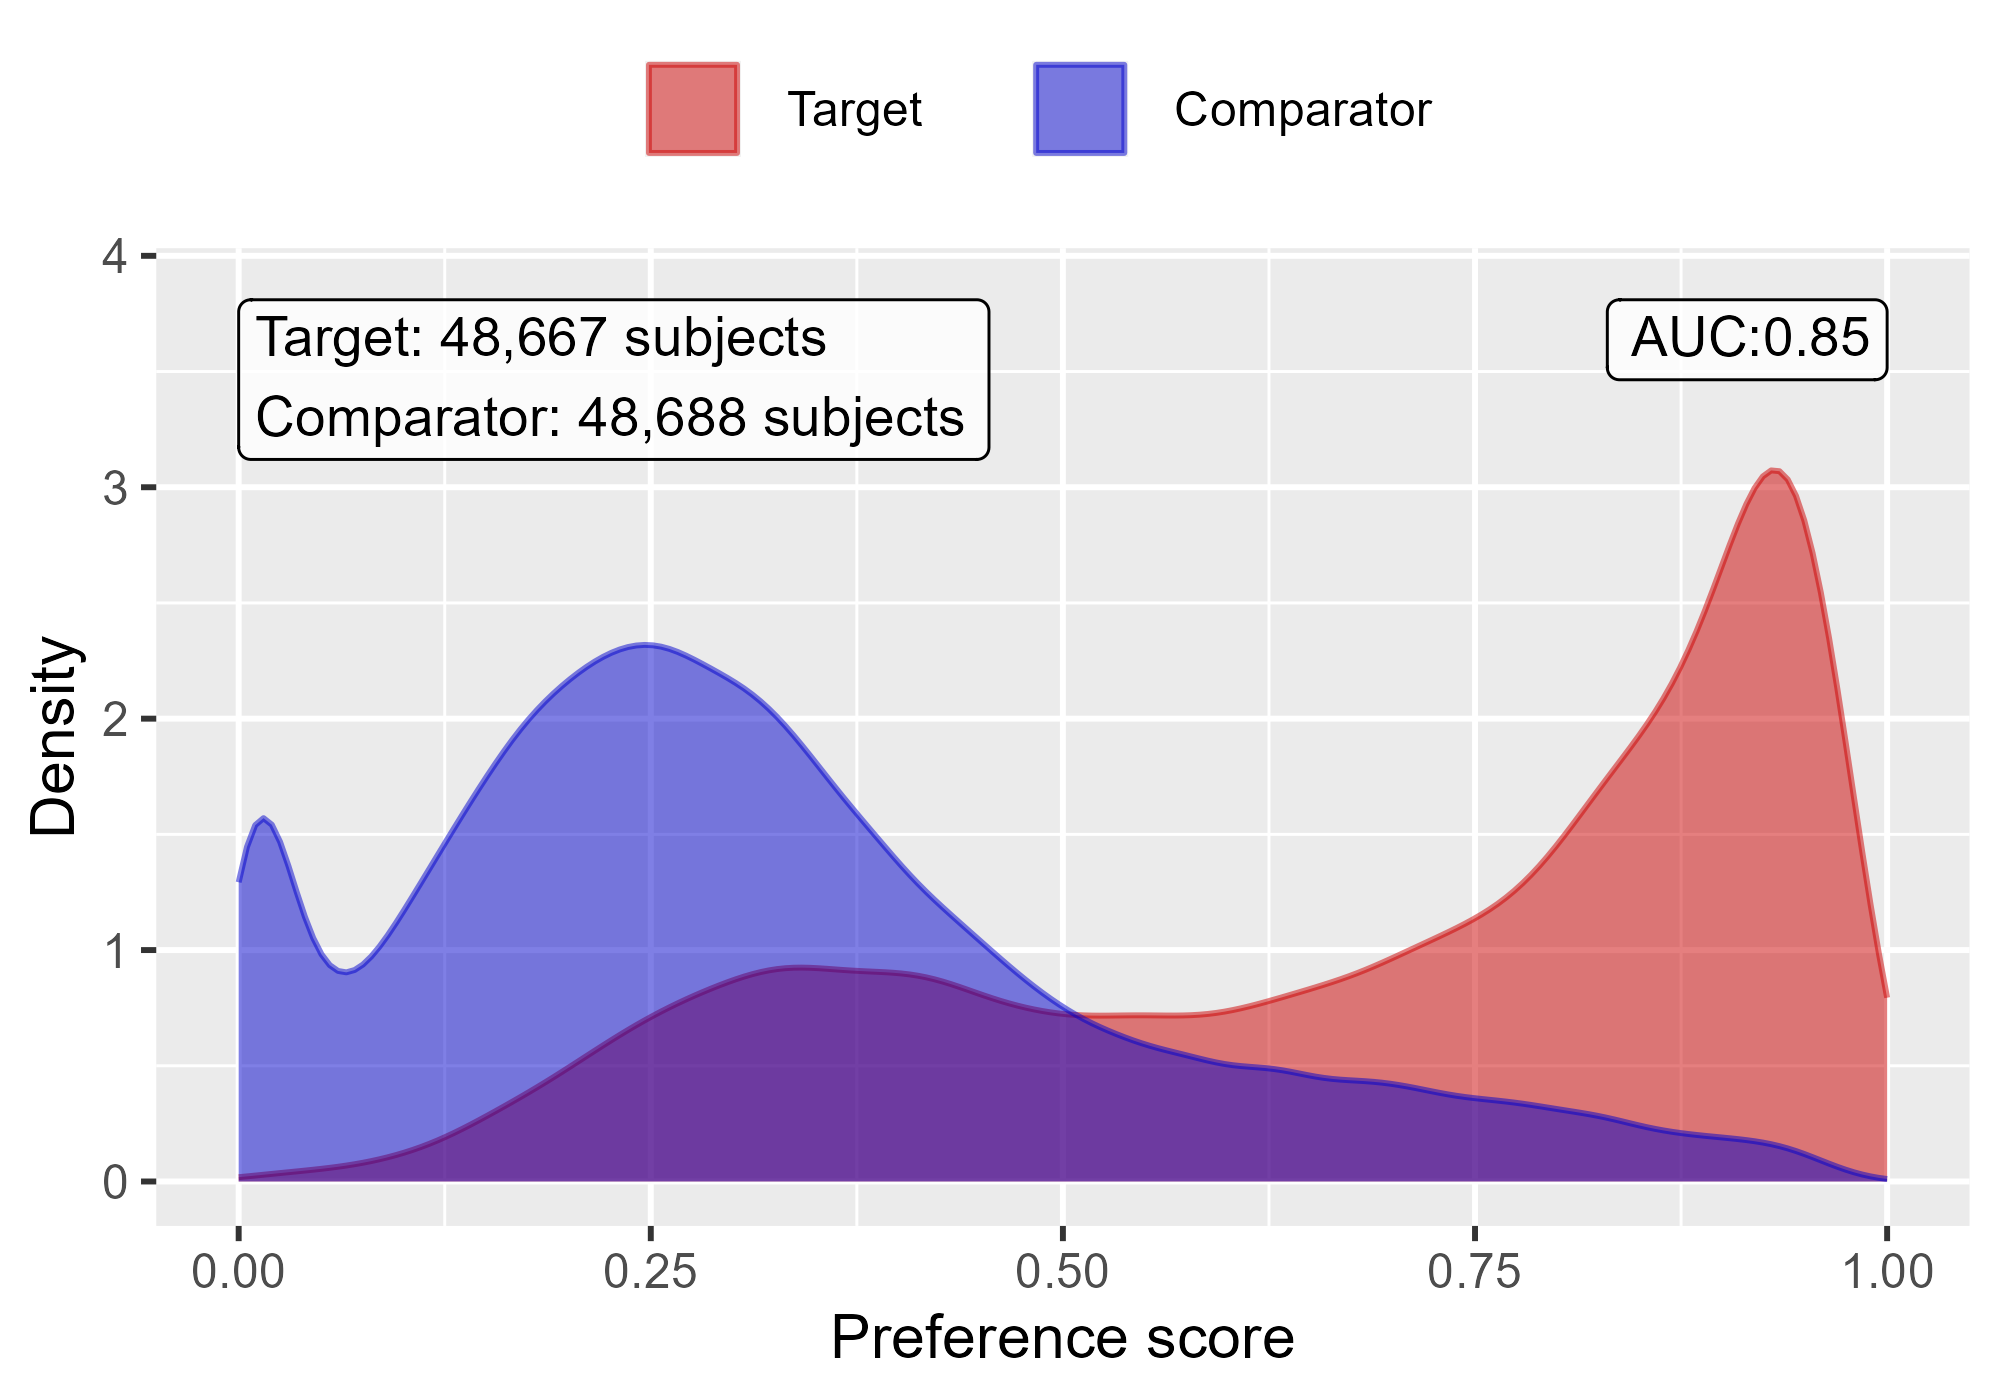 Target
Comparator
4
3
2
1
0
Density
Target: 48,667 subjects
Comparator: 48,688 subjects
AUC:0.85
0.00
0.25
0.50
0.75
1.00
Preference score